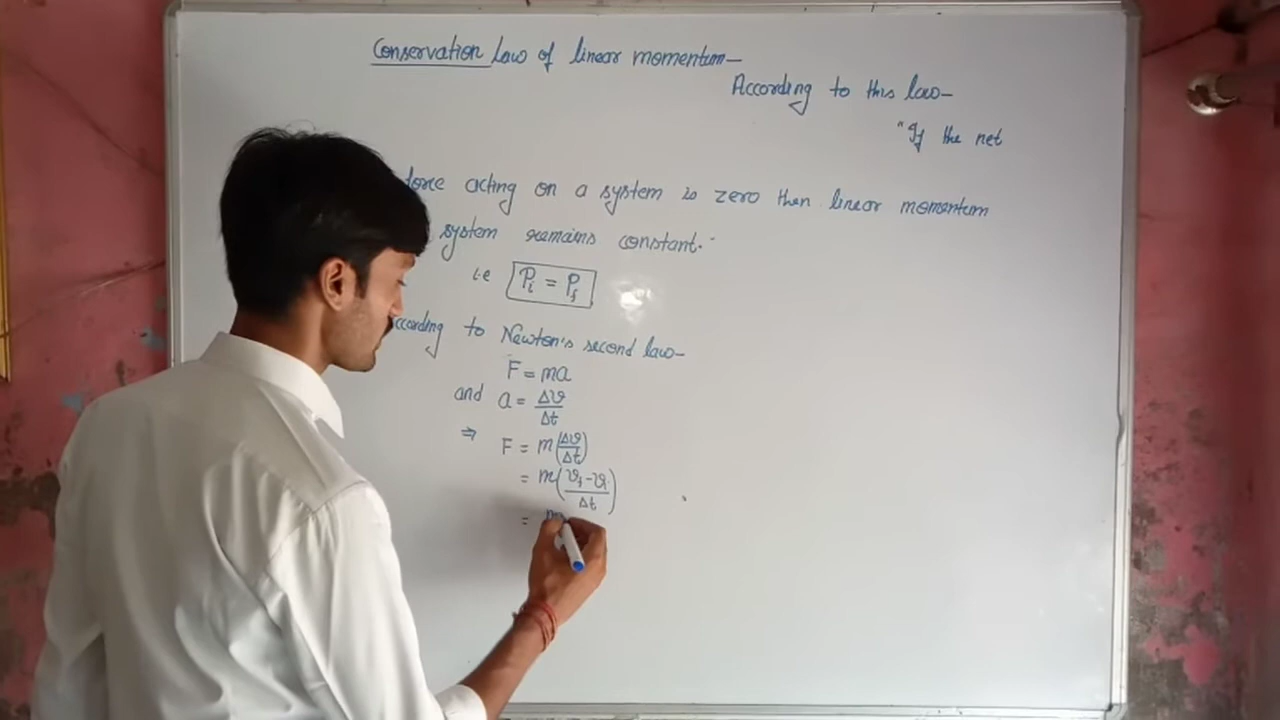 Conservation Law of linear momentum—
According to this law—
"If the net
force acting on a system is zero then linear momentum
system remains constant."
i.e Pi = Pf
ccording to Newton's second law—
F = ma
and a = Δv/Δt
⇒ F = m(Δv/Δt)
= m(vf-vi/Δt)
= m